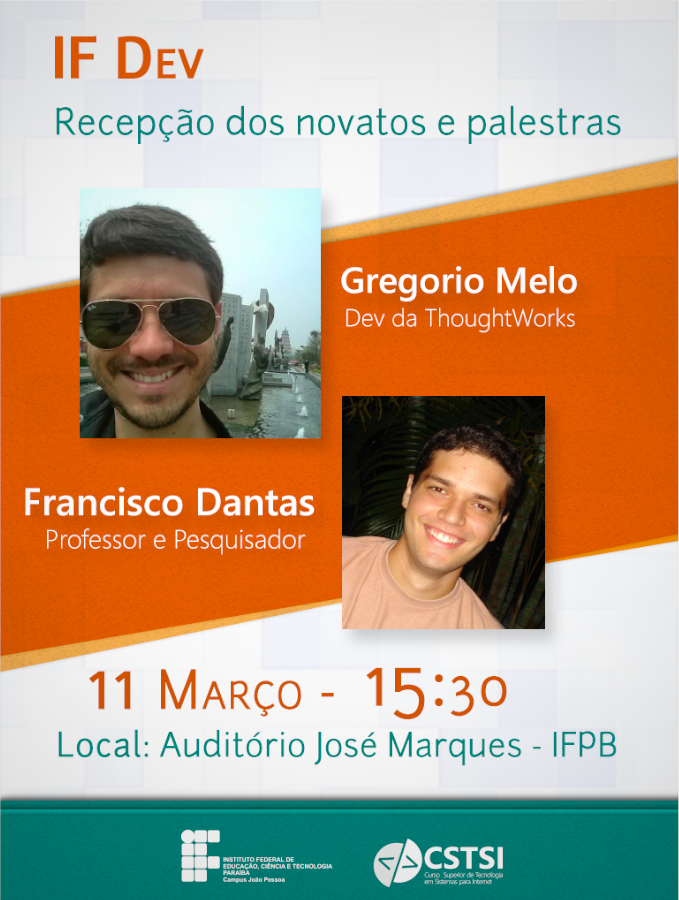 IF DEV
Recepção dos novatos e palestras
Gregorio Melo
Dev da ThoughtWorks
Francisco Dantas
Professor e Pesquisador
11 MARÇO - 15:30
Local: Auditório José Marques - IFPB
INSTITUTO FEDERAL DE
EDUCAÇÃO, CIÊNCIA E TECNOLOGIA
PARAÍBA
Campus João Pessoa
</> CSTSI
Curso Superior de Tecnologia
em Sistemas para Internet